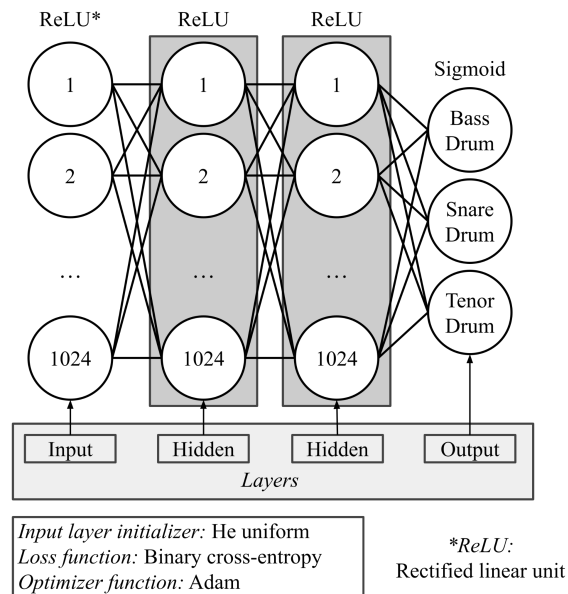 ReLU* ReLU ReLU
Sigmoid
1 1 1
Bass
Drum
2 2 2
Snare
Drum
... ... ...
Tenor
Drum
1024 1024 1024
Input Hidden Hidden Output
Layers
Input layer initializer: He uniform
Loss function: Binary cross-entropy
Optimizer function: Adam
*ReLU:
Rectified linear unit